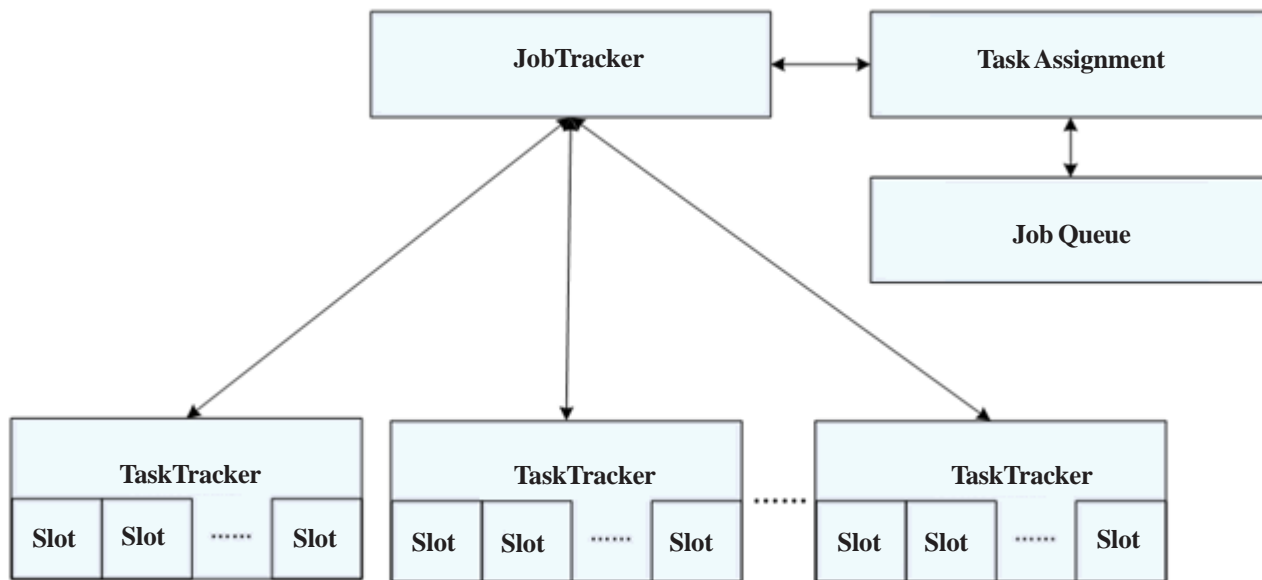 JobTracker
Task Assignment
Job Queue
TaskTracker
TaskTracker
TaskTracker
Slot Slot ...... Slot
Slot Slot ...... Slot
......
Slot Slot ...... Slot